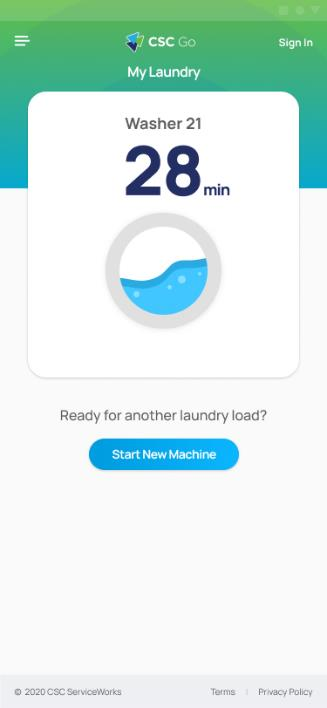 CSC Go
Sign In
My Laundry
Washer 21
28 min
Ready for another laundry load?
Start New Machine
© 2020 CSC ServiceWorks Terms | Privacy Policy